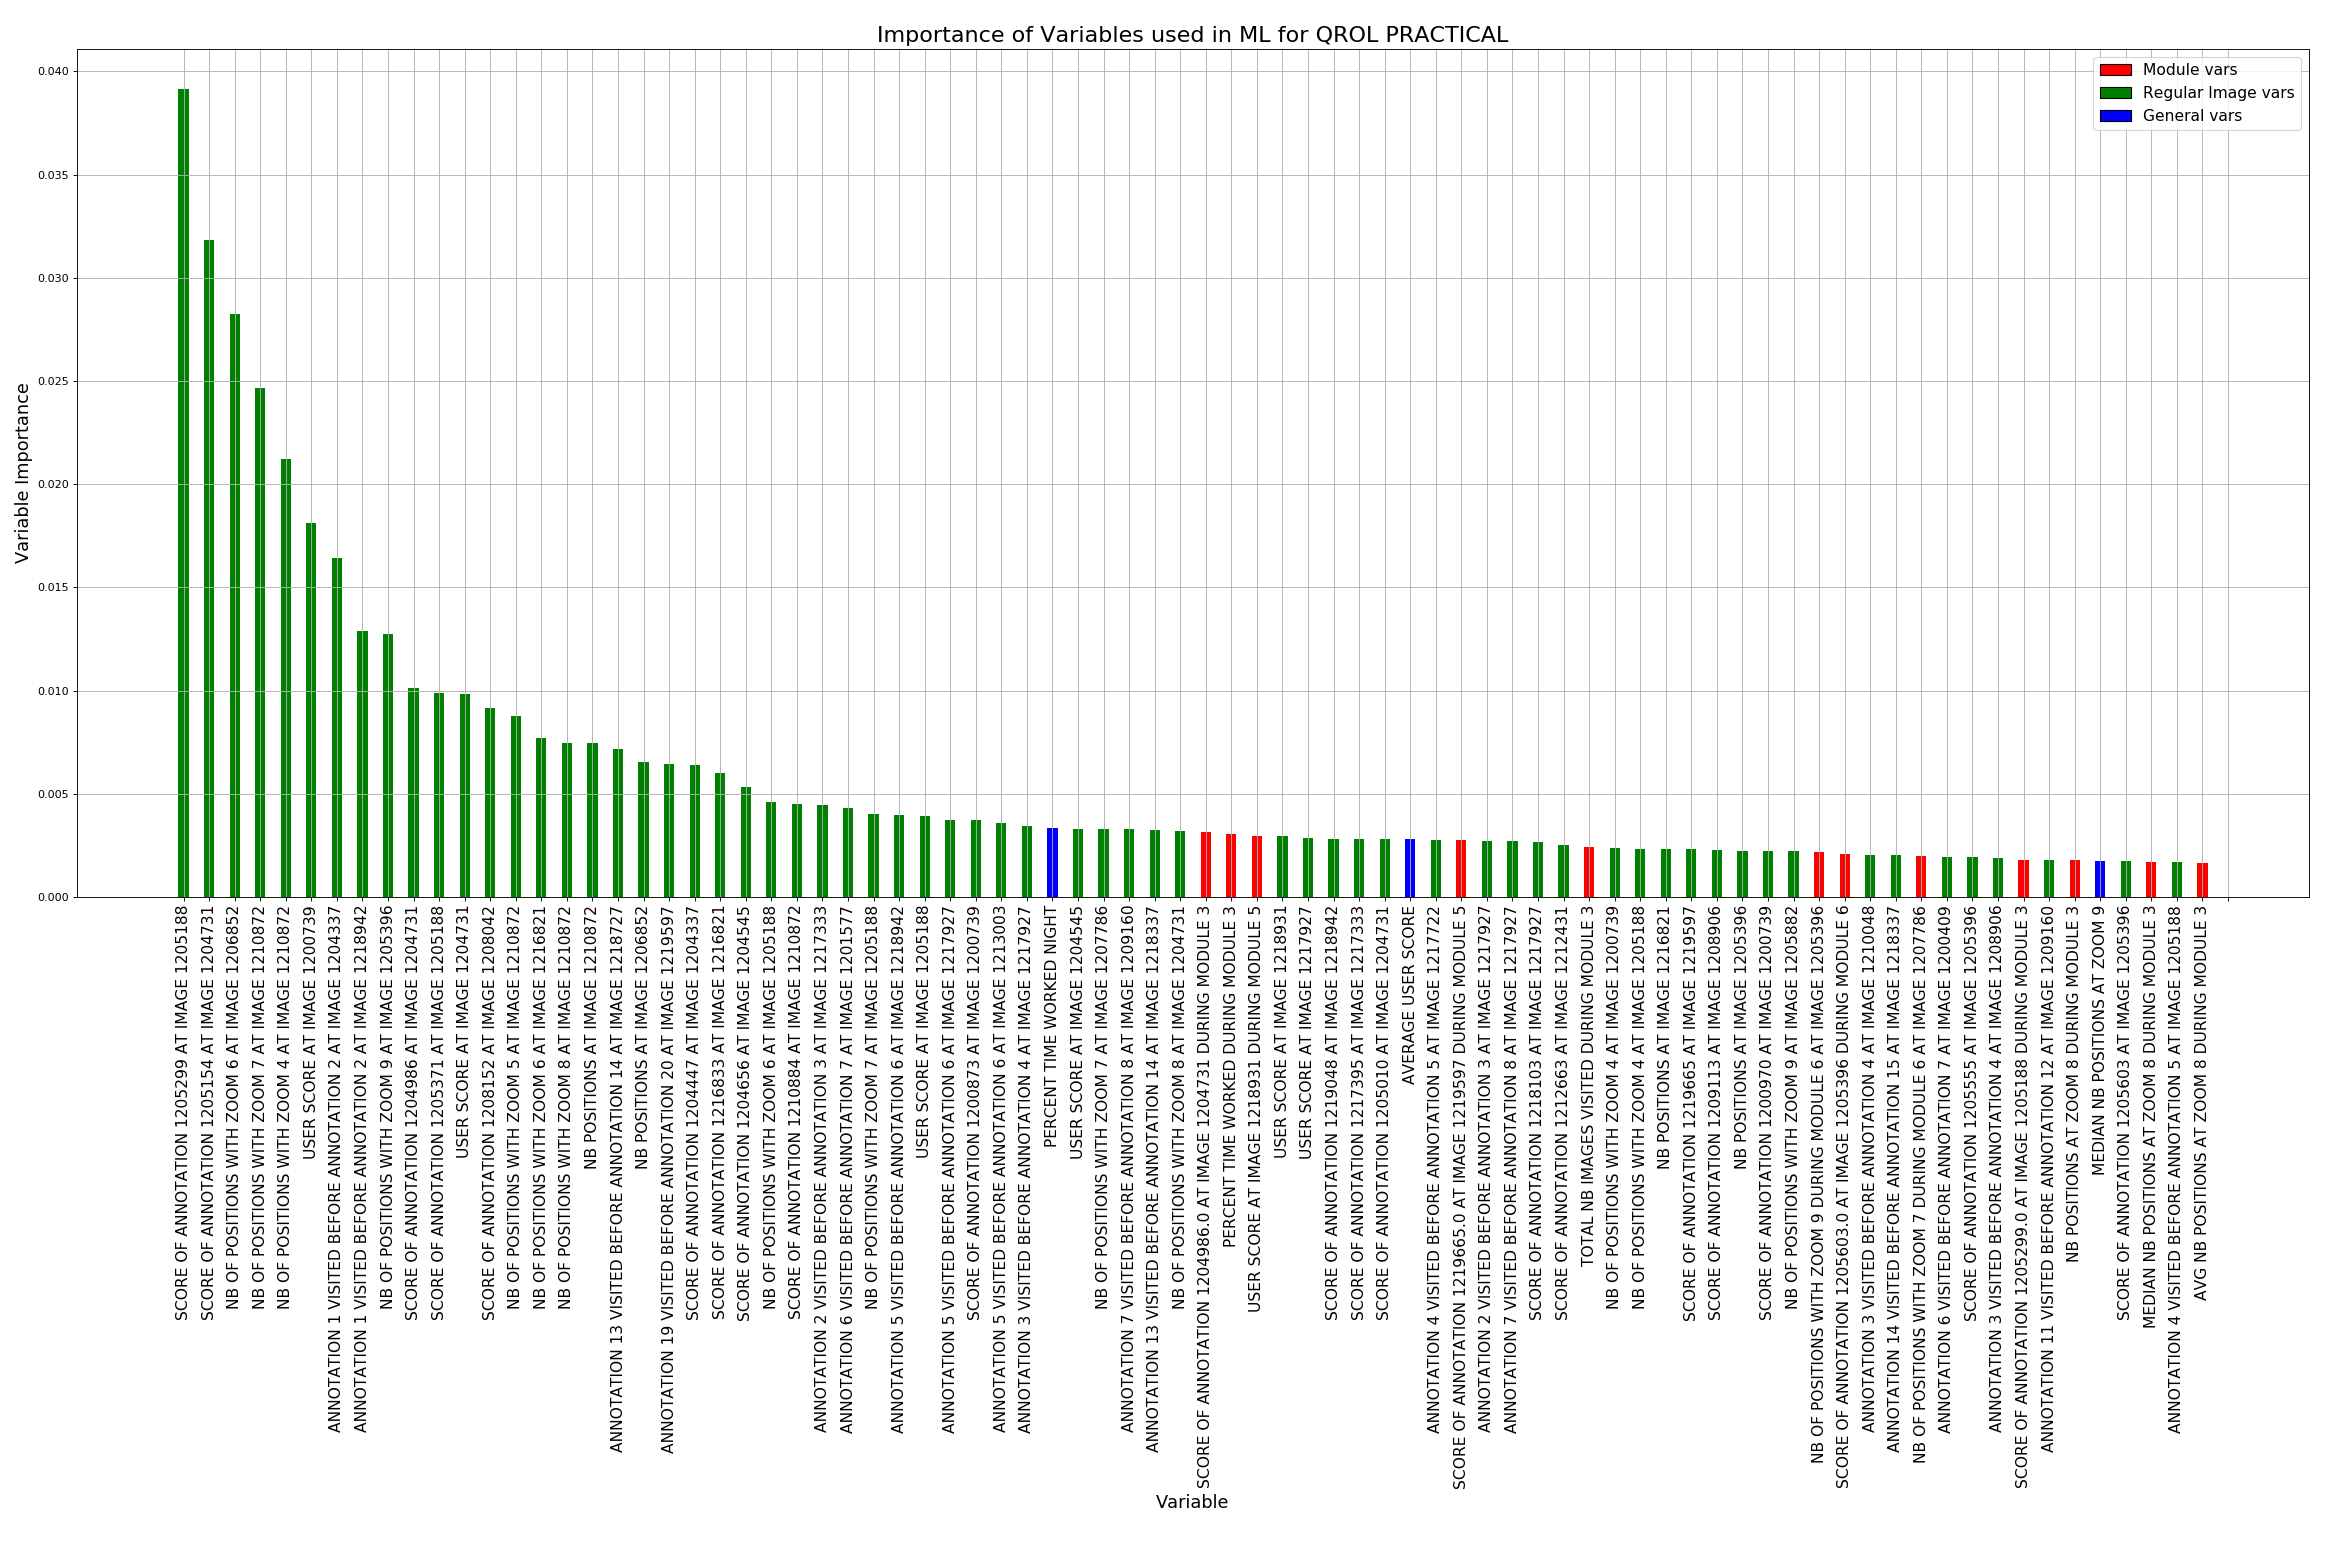 Importance of Variables used in ML for QROL PRACTICAL
Module vars
Regular Image vars
General vars
Variable Importance
0.040
0.035
0.030
0.025
0.020
0.015
0.010
0.005
0.000
SCORE OF ANNOTATION 1205299 AT IMAGE 1205188
SCORE OF ANNOTATION 1205154 AT IMAGE 1204731
NB OF POSITIONS WITH ZOOM 6 AT IMAGE 1206852
NB OF POSITIONS WITH ZOOM 7 AT IMAGE 1210872
NB OF POSITIONS WITH ZOOM 4 AT IMAGE 1210872
USER SCORE AT IMAGE 1200739
ANNOTATION 1 VISITED BEFORE ANNOTATION 2 AT IMAGE 1204337
ANNOTATION 1 VISITED BEFORE ANNOTATION 2 AT IMAGE 1218942
NB OF POSITIONS WITH ZOOM 9 AT IMAGE 1205396
SCORE OF ANNOTATION 1204986 AT IMAGE 1204731
SCORE OF ANNOTATION 1205371 AT IMAGE 1205188
USER SCORE AT IMAGE 1204731
SCORE OF ANNOTATION 1208152 AT IMAGE 1208042
NB OF POSITIONS WITH ZOOM 5 AT IMAGE 1210872
NB OF POSITIONS WITH ZOOM 6 AT IMAGE 1216821
NB OF POSITIONS WITH ZOOM 8 AT IMAGE 1210872
NB POSITIONS AT IMAGE 1210872
ANNOTATION 13 VISITED BEFORE ANNOTATION 14 AT IMAGE 1218727
NB POSITIONS AT IMAGE 1206852
ANNOTATION 19 VISITED BEFORE ANNOTATION 20 AT IMAGE 1219597
SCORE OF ANNOTATION 1204447 AT IMAGE 1204337
SCORE OF ANNOTATION 1216833 AT IMAGE 1216821
SCORE OF ANNOTATION 1204656 AT IMAGE 1204545
NB OF POSITIONS WITH ZOOM 6 AT IMAGE 1205188
SCORE OF ANNOTATION 1210884 AT IMAGE 1210872
ANNOTATION 2 VISITED BEFORE ANNOTATION 3 AT IMAGE 1217333
ANNOTATION 6 VISITED BEFORE ANNOTATION 7 AT IMAGE 1201577
NB OF POSITIONS WITH ZOOM 7 AT IMAGE 1205188
ANNOTATION 5 VISITED BEFORE ANNOTATION 6 AT IMAGE 1218942
USER SCORE AT IMAGE 1205188
ANNOTATION 5 VISITED BEFORE ANNOTATION 6 AT IMAGE 1217927
SCORE OF ANNOTATION 1200873 AT IMAGE 1200739
ANNOTATION 5 VISITED BEFORE ANNOTATION 6 AT IMAGE 1213003
ANNOTATION 3 VISITED BEFORE ANNOTATION 4 AT IMAGE 1217927
PERCENT TIME WORKED NIGHT
USER SCORE AT IMAGE 1204545
NB OF POSITIONS WITH ZOOM 7 AT IMAGE 1207786
ANNOTATION 7 VISITED BEFORE ANNOTATION 8 AT IMAGE 1209160
ANNOTATION 13 VISITED BEFORE ANNOTATION 14 AT IMAGE 1218337
NB OF POSITIONS WITH ZOOM 8 AT IMAGE 1204731
SCORE OF ANNOTATION 1204986.0 AT IMAGE 1204731 DURING MODULE 3
PERCENT TIME WORKED DURING MODULE 3
USER SCORE AT IMAGE 1218931 DURING MODULE 5
USER SCORE AT IMAGE 1218931
USER SCORE AT IMAGE 1217927
SCORE OF ANNOTATION 1219048 AT IMAGE 1218942
SCORE OF ANNOTATION 1217395 AT IMAGE 1217333
SCORE OF ANNOTATION 1205010 AT IMAGE 1204731
AVERAGE USER SCORE
ANNOTATION 4 VISITED BEFORE ANNOTATION 5 AT IMAGE 1217722
SCORE OF ANNOTATION 1219665.0 AT IMAGE 1219597 DURING MODULE 5
ANNOTATION 2 VISITED BEFORE ANNOTATION 3 AT IMAGE 1217927
ANNOTATION 7 VISITED BEFORE ANNOTATION 8 AT IMAGE 1217927
SCORE OF ANNOTATION 1218103 AT IMAGE 1217927
SCORE OF ANNOTATION 1212663 AT IMAGE 1212431
TOTAL NB IMAGES VISITED DURING MODULE 3
NB OF POSITIONS WITH ZOOM 4 AT IMAGE 1200739
NB OF POSITIONS WITH ZOOM 4 AT IMAGE 1205188
NB POSITIONS AT IMAGE 1216821
SCORE OF ANNOTATION 1219665 AT IMAGE 1219597
SCORE OF ANNOTATION 1209113 AT IMAGE 1208906
NB POSITIONS AT IMAGE 1205396
SCORE OF ANNOTATION 1200970 AT IMAGE 1200739
NB OF POSITIONS WITH ZOOM 9 AT IMAGE 1205882
NB OF POSITIONS WITH ZOOM 9 DURING MODULE 6 AT IMAGE 1205396
SCORE OF ANNOTATION 1205603.0 AT IMAGE 1205396 DURING MODULE 6
ANNOTATION 3 VISITED BEFORE ANNOTATION 4 AT IMAGE 1210048
ANNOTATION 14 VISITED BEFORE ANNOTATION 15 AT IMAGE 1218337
NB OF POSITIONS WITH ZOOM 7 DURING MODULE 6 AT IMAGE 1207786
ANNOTATION 6 VISITED BEFORE ANNOTATION 7 AT IMAGE 1200409
SCORE OF ANNOTATION 1205555 AT IMAGE 1205396
ANNOTATION 3 VISITED BEFORE ANNOTATION 4 AT IMAGE 1208906
SCORE OF ANNOTATION 1205299.0 AT IMAGE 1205188 DURING MODULE 3
ANNOTATION 11 VISITED BEFORE ANNOTATION 12 AT IMAGE 1209160
NB POSITIONS AT ZOOM 8 DURING MODULE 3
MEDIAN NB POSITIONS AT ZOOM 9
SCORE OF ANNOTATION 1205603 AT IMAGE 1205396
MEDIAN NB POSITIONS AT ZOOM 8 DURING MODULE 3
ANNOTATION 4 VISITED BEFORE ANNOTATION 5 AT IMAGE 1205188
AVG NB POSITIONS AT ZOOM 8 DURING MODULE 3
Variable